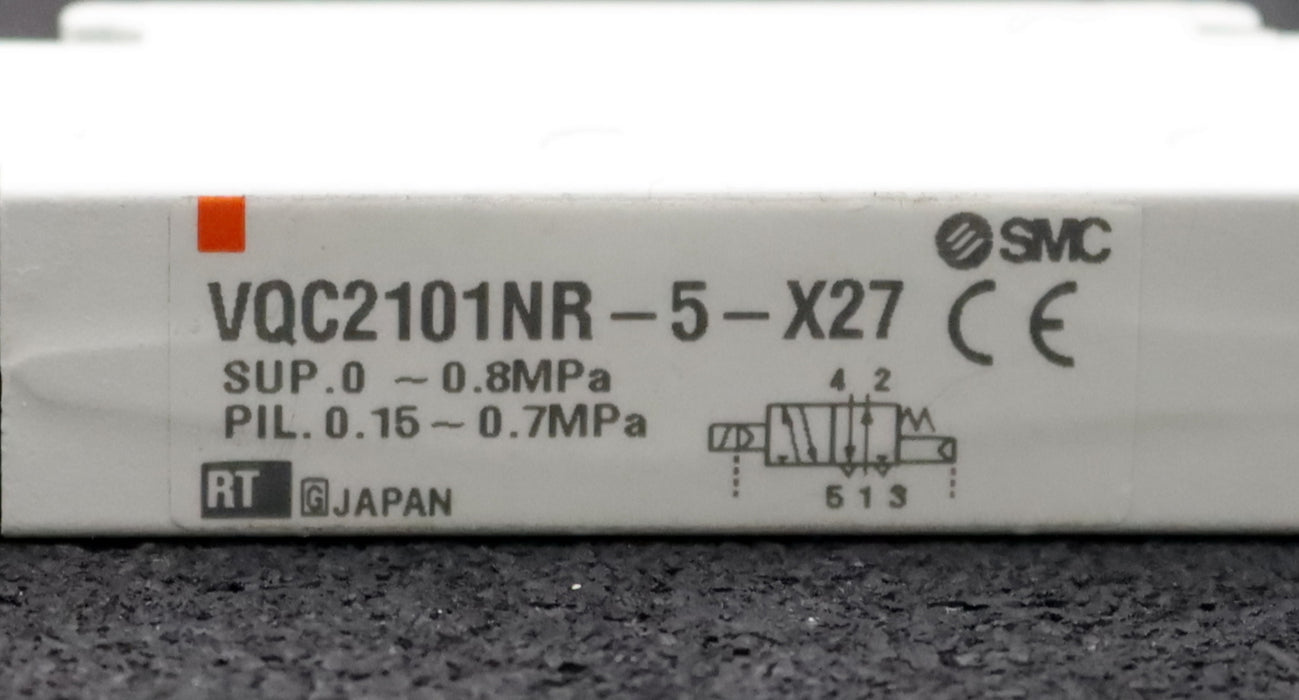 SMC
VQC2101NR-5-X27
CE
SUP.0 ~0.8MPa
PIL.0.15~0.7MPa
4 2
5 1 3
RT G JAPAN